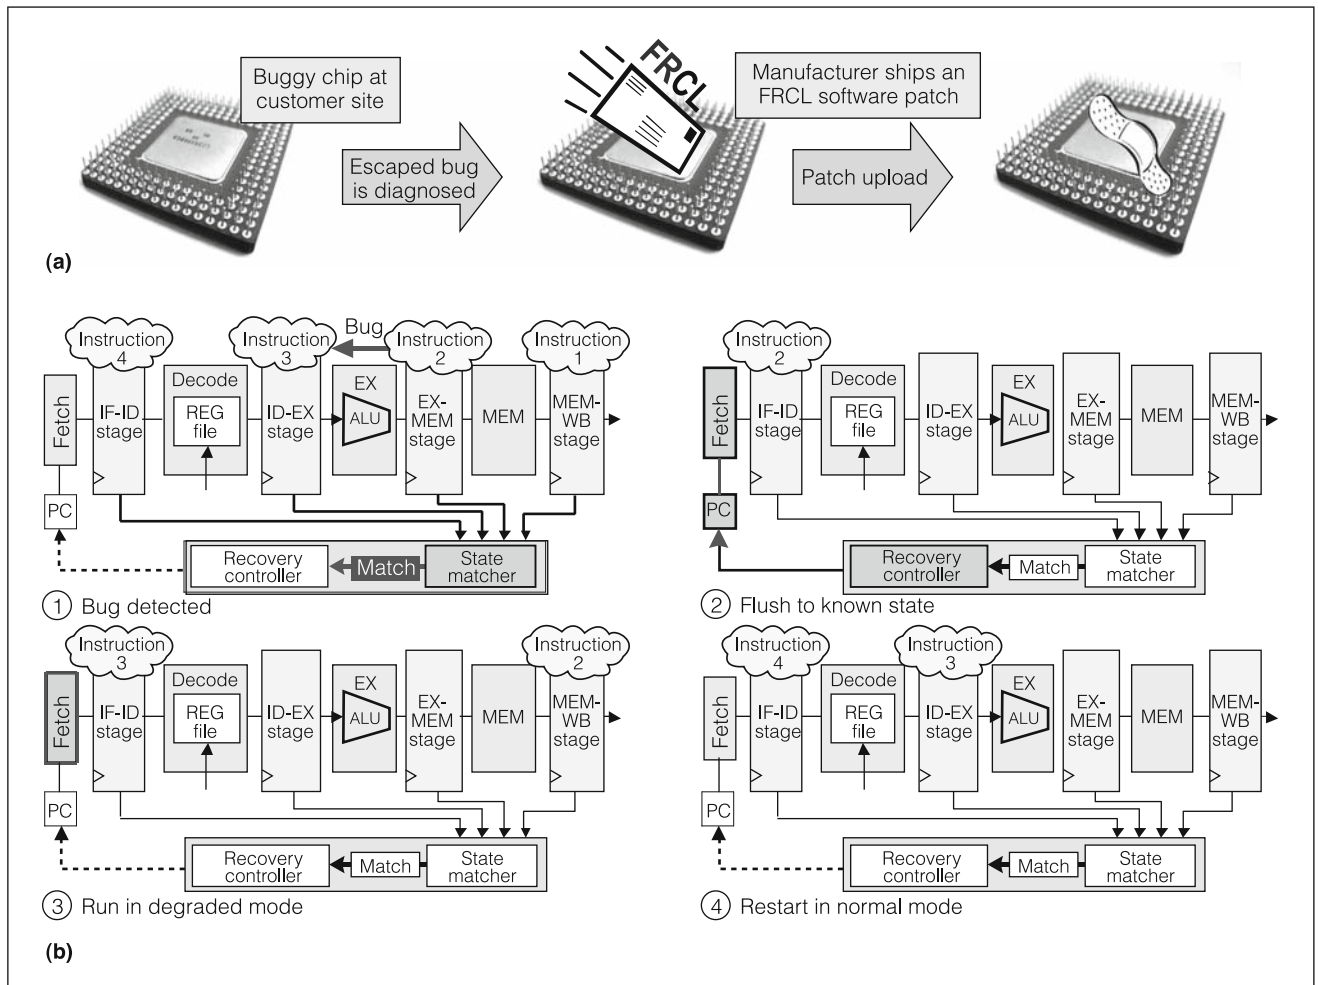 Buggy chip at
customer site
Escaped bug
is diagnosed
FRCL
Manufacturer ships an
FRCL software patch
Patch upload
(a)
Instruction
4
Instruction
3
Bug
Instruction
2
Instruction
1
Fetch
IF-ID
stage
Decode
REG
file
ID-EX
stage
EX
ALU
EX-
MEM
stage
MEM
MEM-
WB
stage
PC
Recovery
controller
Match
State
matcher
1 Bug detected
Instruction
2
Fetch
IF-ID
stage
Decode
REG
file
ID-EX
stage
EX
ALU
EX-
MEM
stage
MEM
MEM-
WB
stage
PC
Recovery
controller
Match
State
matcher
2 Flush to known state
Instruction
3
Instruction
2
Fetch
IF-ID
stage
Decode
REG
file
ID-EX
stage
EX
ALU
EX-
MEM
stage
MEM
MEM-
WB
stage
PC
Recovery
controller
Match
State
matcher
3 Run in degraded mode
Instruction
4
Instruction
3
Fetch
IF-ID
stage
Decode
REG
file
ID-EX
stage
EX
ALU
EX-
MEM
stage
MEM
MEM-
WB
stage
PC
Recovery
controller
Match
State
matcher
4 Restart in normal mode
(b)